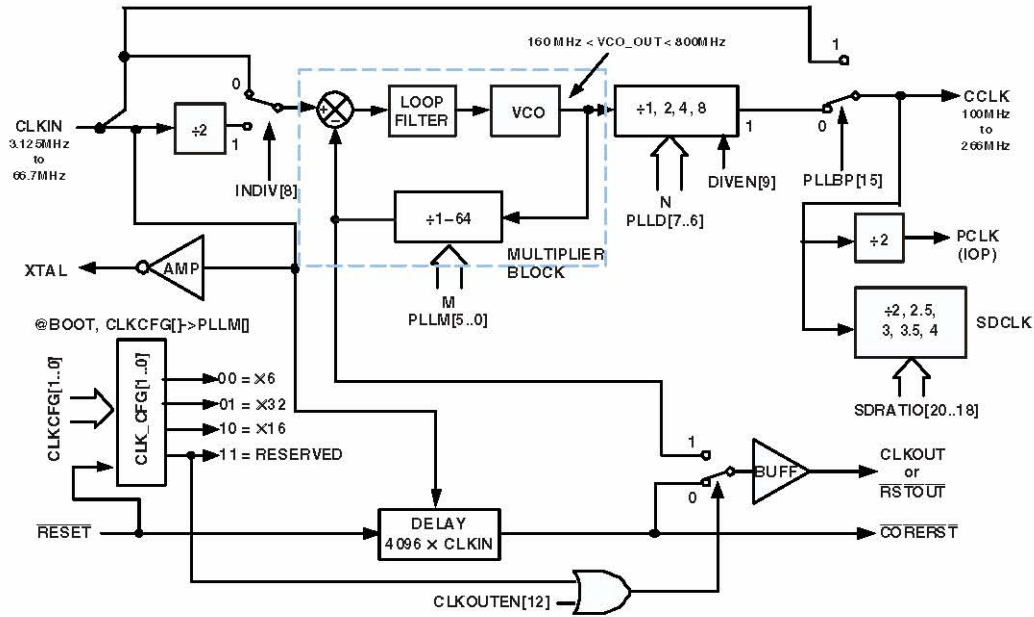 160 MHz < VCO_OUT < 800MHz
1
0
LOOP
FILTER
VCO
÷1, 2, 4, 8
CCLK
100MHz
to
266MHz
CLKIN
3.125MHz
to
66.7MHz
÷2
1
+
−
1
0
INDIV[8]
DIVEN[9]
PLLBP[15]
N
PLLD[7..6]
÷1−64
MULTIPLIER
BLOCK
÷2
PCLK
(IOP)
XTAL
AMP
M
PLLM[5..0]
÷2, 2.5,
3, 3.5, 4
SDCLK
@BOOT, CLKCFG[]->PLLM[]
CLKCFG[1..0]
CLK_CFG[1..0]
00 = ×6
01 = ×32
10 = ×16
11 = RESERVED
SDRATIO[20..18]
1
0
BUFF
CLKOUT
or
RSTOUT
RESET
DELAY
4096 × CLKIN
CORERST
CLKOUTEN[12]